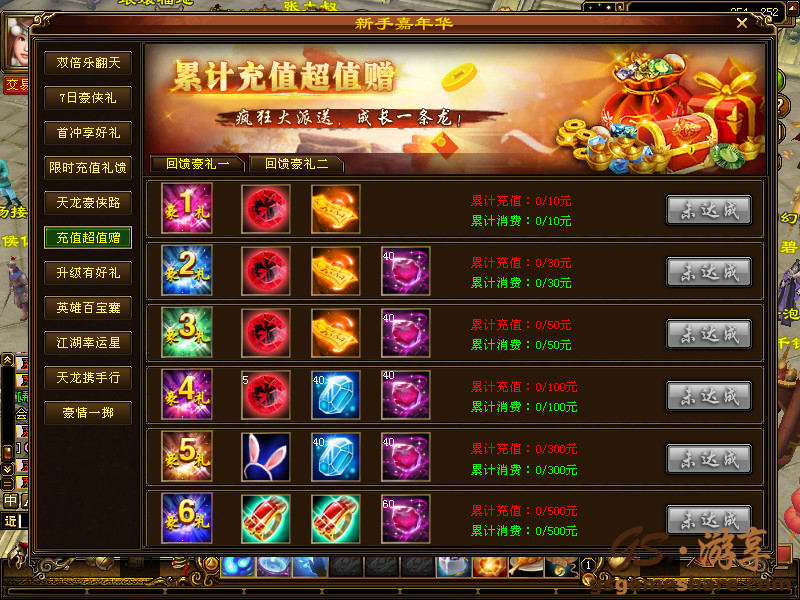 新手嘉年华
累计充值超值赠
疯狂大派送，成长一条龙！
回馈豪礼一 回馈豪礼二
双倍乐翻天
7日豪侠礼
首冲享好礼
限时充值礼馈
天龙豪侠路
充值超值赠
升级有好礼
英雄百宝囊
江湖幸运星
天龙携手行
豪情一掷
豪1礼
累计充值：0/10元
累计消费：0/10元
未达成
豪2礼
40
累计充值：0/30元
累计消费：0/30元
未达成
豪3礼
40
累计充值：0/50元
累计消费：0/50元
未达成
豪4礼
5 40 40
累计充值：0/100元
累计消费：0/100元
未达成
豪5礼
40 40
累计充值：0/300元
累计消费：0/300元
未达成
豪6礼
60
累计充值：0/500元
累计消费：0/500元
未达成
交易
申
近
1
GS·游享